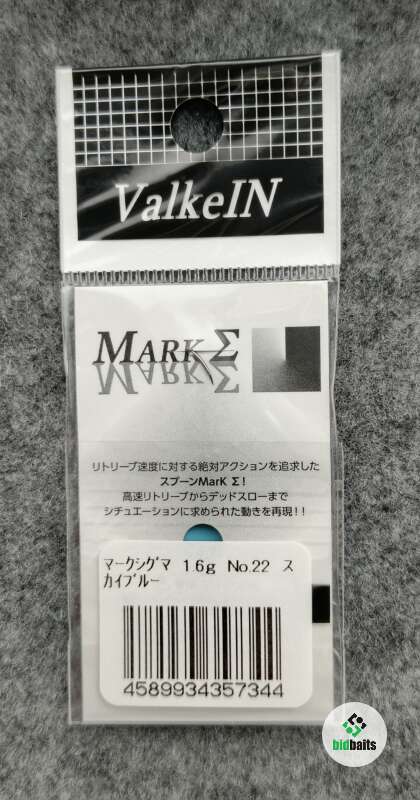 ValkeIN
MARK Σ
リトリーブ速度に対する絶対アクションを追求した
スプーンMarK Σ!
高速リトリーブからデッドスローまで
シチュエーションに求められた動きを再現!!
マークシグマ 1.6g No.22 ス
カイブルー
4589934357344
bidbaits